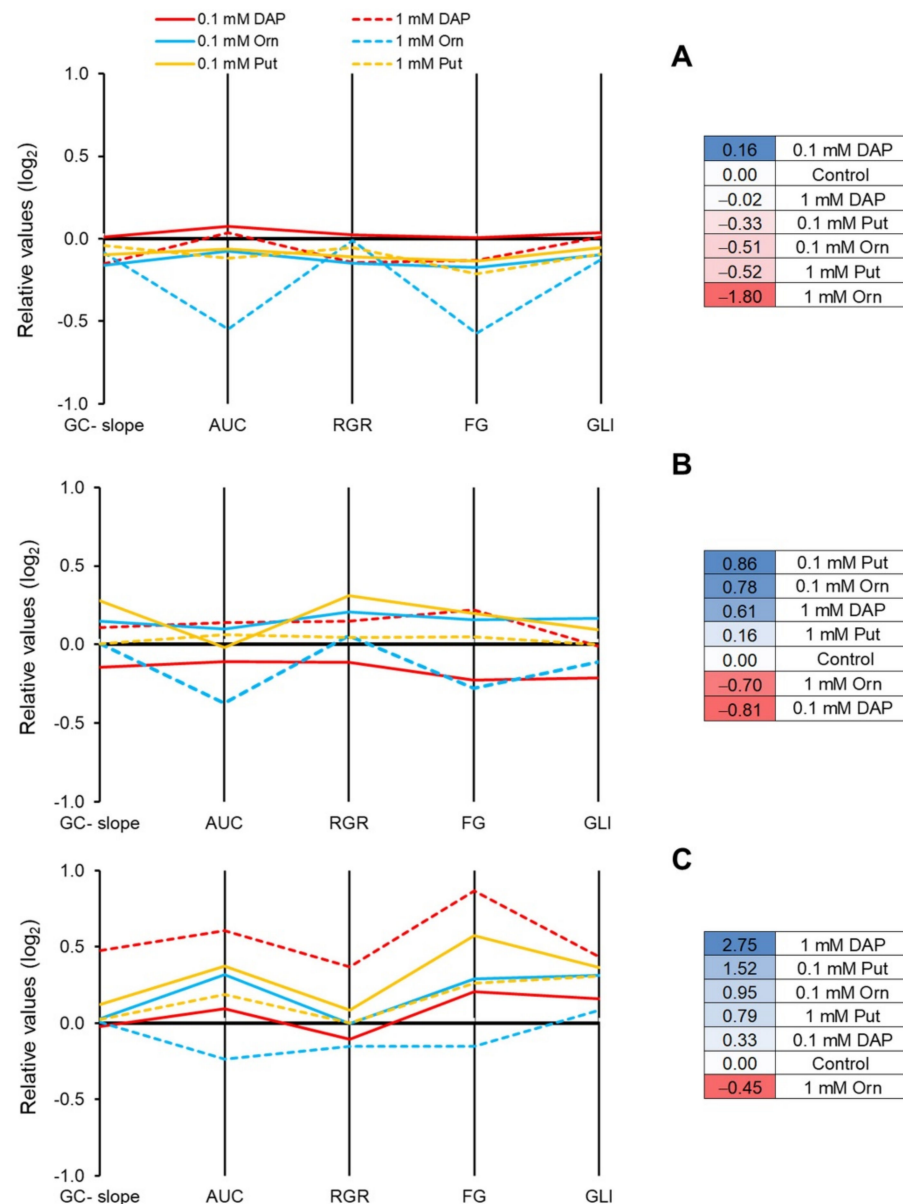 0.1 mM DAP 1 mM DAP
0.1 mM Orn 1 mM Orn
0.1 mM Put 1 mM Put
A
1.0
0.5
0.0
-0.5
-1.0
Relative values (log2)
GC- slope AUC RGR FG GLI
0.16 0.1 mM DAP
0.00 Control
–0.02 1 mM DAP
–0.33 0.1 mM Put
–0.51 0.1 mM Orn
–0.52 1 mM Put
–1.80 1 mM Orn
B
1.0
0.5
0.0
-0.5
-1.0
Relative values (log2)
GC- slope AUC RGR FG GLI
0.86 0.1 mM Put
0.78 0.1 mM Orn
0.61 1 mM DAP
0.16 1 mM Put
0.00 Control
–0.70 1 mM Orn
–0.81 0.1 mM DAP
C
1.0
0.5
0.0
-0.5
-1.0
Relative values (log2)
GC- slope AUC RGR FG GLI
2.75 1 mM DAP
1.52 0.1 mM Put
0.95 0.1 mM Orn
0.79 1 mM Put
0.33 0.1 mM DAP
0.00 Control
–0.45 1 mM Orn